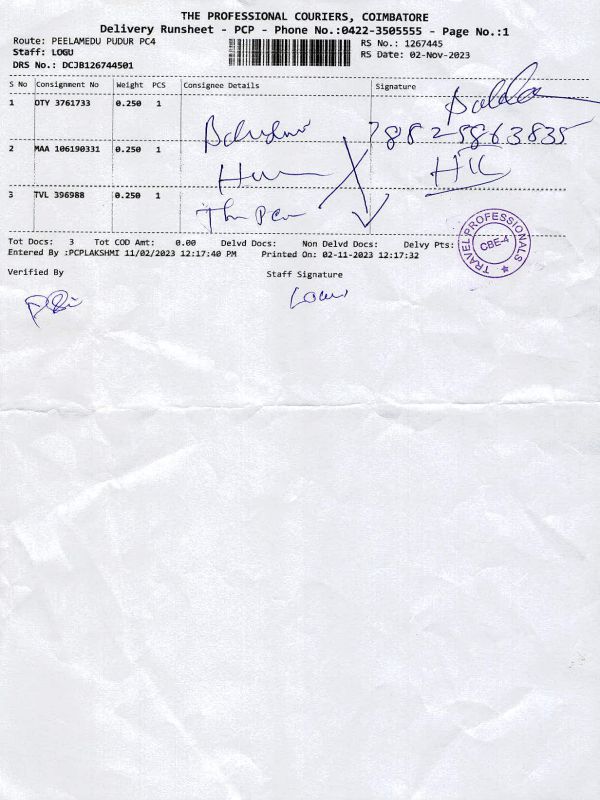 THE PROFESSIONAL COURIERS, COIMBATORE
Delivery Runsheet - PCP - Phone No.:0422-3505555 - Page No.:1
Route: PEELAMEDU PUDUR PC4
RS No.: 1267445
Staff: LOGU
RS Date: 02-Nov-2023
DRS No.: DCJB126744501
S No Consignment No Weight PCS Consignee Details Signature
1 OTY 3761733 0.250 1
2 MAA 106190331 0.250 1
3 TVL 396988 0.250 1
Tot Docs: 3 Tot COD Amt: 0.00 Delvd Docs: Non Delvd Docs: Delvy Pts:
Entered By :PCPLAKSHMI 11/02/2023 12:17:40 PM Printed On: 02-11-2023 12:17:32
TRAVEL PROFESSIONALS
CBE-4
Verified By Staff Signature